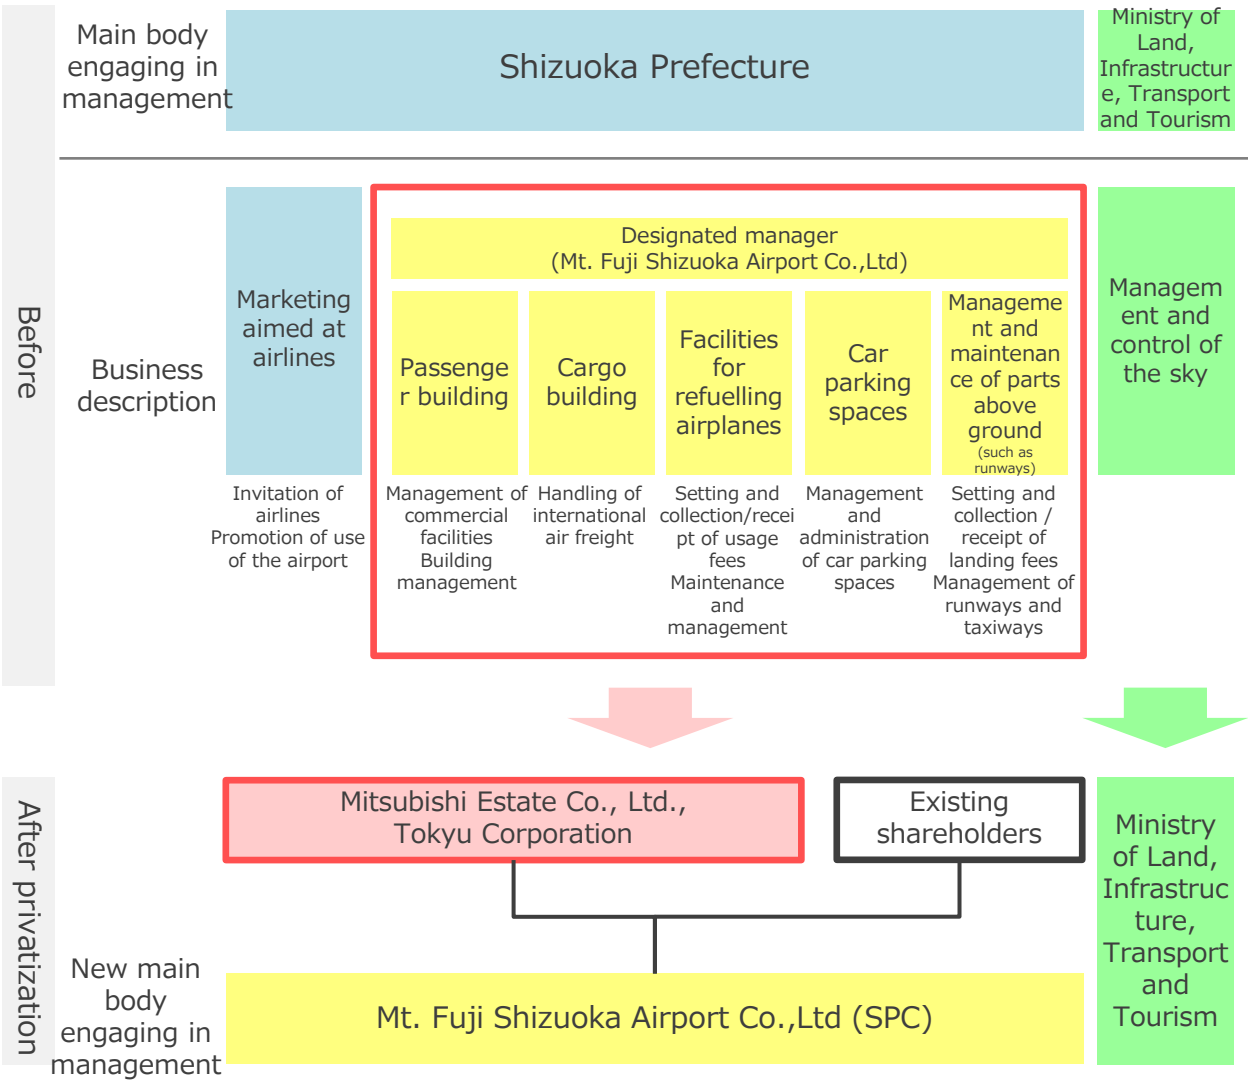 Before
Main body
engaging in
management
Shizuoka Prefecture
Ministry of
Land,
Infrastructur
e, Transport
and Tourism
Business
description
Marketing
aimed at
airlines
Invitation of
airlines
Promotion of use
of the airport
Designated manager
(Mt. Fuji Shizuoka Airport Co.,Ltd)
Passenge
r building
Management of
commercial
facilities
Building
management
Cargo
building
Handling of
international
air freight
Facilities
for
refuelling
airplanes
Setting and
collection/recei
pt of usage
fees
Maintenance
and
management
Car
parking
spaces
Management
and
administration
of car parking
spaces
Manageme
nt and
maintenan
ce of parts
above
ground
(such as
runways)
Setting and
collection /
receipt of
landing fees
Management of
runways and
taxiways
Managem
ent and
control of
the sky
After privatization
Mitsubishi Estate Co., Ltd.,
Tokyu Corporation
Existing
shareholders
Ministry
of Land,
Infrastruc
ture,
Transport
and
Tourism
New main
body
engaging in
management
Mt. Fuji Shizuoka Airport Co.,Ltd (SPC)